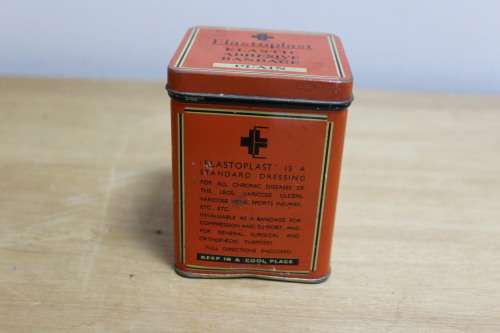 Elastoplast
ELASTIC
ADHESIVE
BANDAGE
PLAIN
"ELASTOPLAST" IS A
STANDARD DRESSING
FOR ALL CHRONIC DISEASES OF
THE LEGS, VARICOSE ULCERS,
VARICOSE VEINS, SPORTS INJURIES,
ETC., ETC.
INVALUABLE AS A BANDAGE FOR
COMPRESSION AND SUPPORT, AND
FOR GENERAL, SURGICAL AND
ORTHOPÆDIC PURPOSES.
FULL DIRECTIONS ENCLOSED
KEEP IN A COOL PLACE